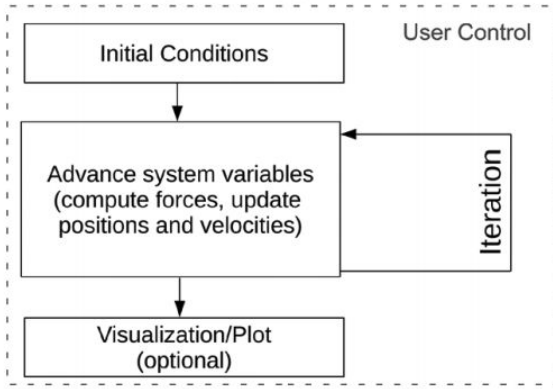 User Control
Initial Conditions
Advance system variables
(compute forces, update
positions and velocities)
Iteration
Visualization/Plot
(optional)